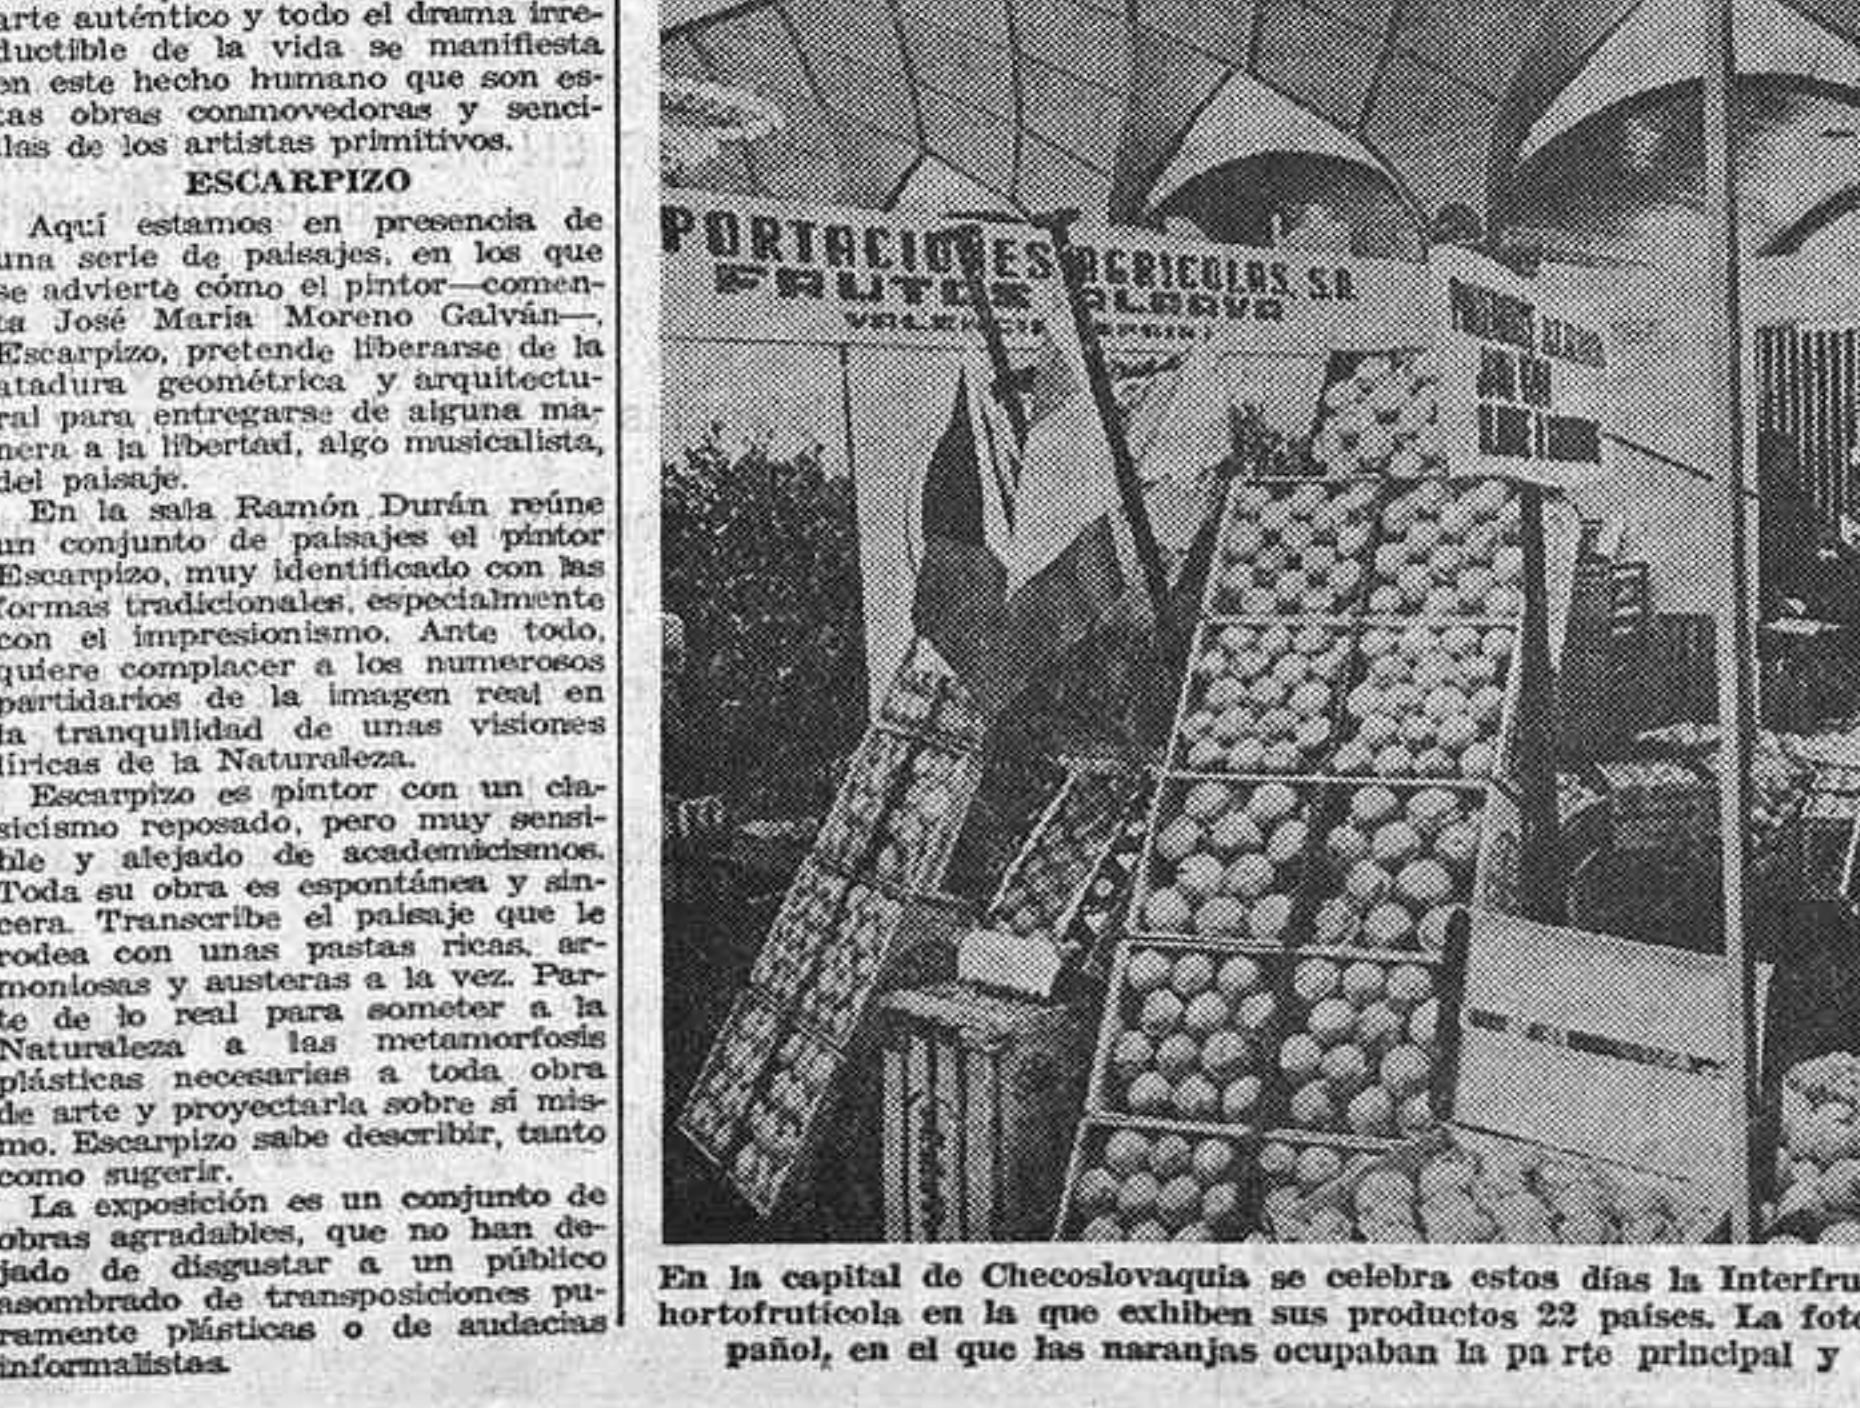 arte auténtico y todo el drama irre-
ductible de la vida se manifiesta
en este hecho humano que son es-
tas obras conmovedoras y senci-
llas de los artistas primitivos.
ESCARPIZO
Aquí estamos en presencia de
una serie de paisajes, en los que
se advierte cómo el pintor—comen-
ta José María Moreno Galván—,
Escarpizo, pretende liberarse de la
atadura geométrica y arquitectu-
ral para entregarse de alguna ma-
nera a la libertad, algo musicalista,
del paisaje.
En la sala Ramón Durán reúne
un conjunto de paisajes el pintor
Escarpizo, muy identificado con las
formas tradicionales, especialmente
con el impresionismo. Ante todo,
quiere complacer a los numerosos
partidarios de la imagen real en
la tranquilidad de unas visiones
líricas de la Naturaleza.
Escarpizo es pintor con un cla-
sicismo reposado, pero muy sensi-
ble y alejado de academicismos.
Toda su obra es espontánea y sin-
cera. Transcribe el paisaje que le
rodea con unas pastas ricas, ar-
moniosas y austeras a la vez. Par-
te de lo real para someter a la
Naturaleza a las metamorfosis
plásticas necesarias a toda obra
de arte y proyectarla sobre sí mis-
mo. Escarpizo sabe describir, tanto
como sugerir.
La exposición es un conjunto de
obras agradables, que no han de-
jado de disgustar a un público
asombrado de transposiciones pu-
ramente plásticas o de audacias
informalistas.
PORTACIONES AGRICOLAS, S.A.
FRUTOS ALGAVA
VALENCIA (SPAIN)
En la capital de Checoslovaquia se celebra estos días la Interfru
hortofrutícola en la que exhiben sus productos 22 países. La foto
pañol, en el que las naranjas ocupaban la pa rte principal y